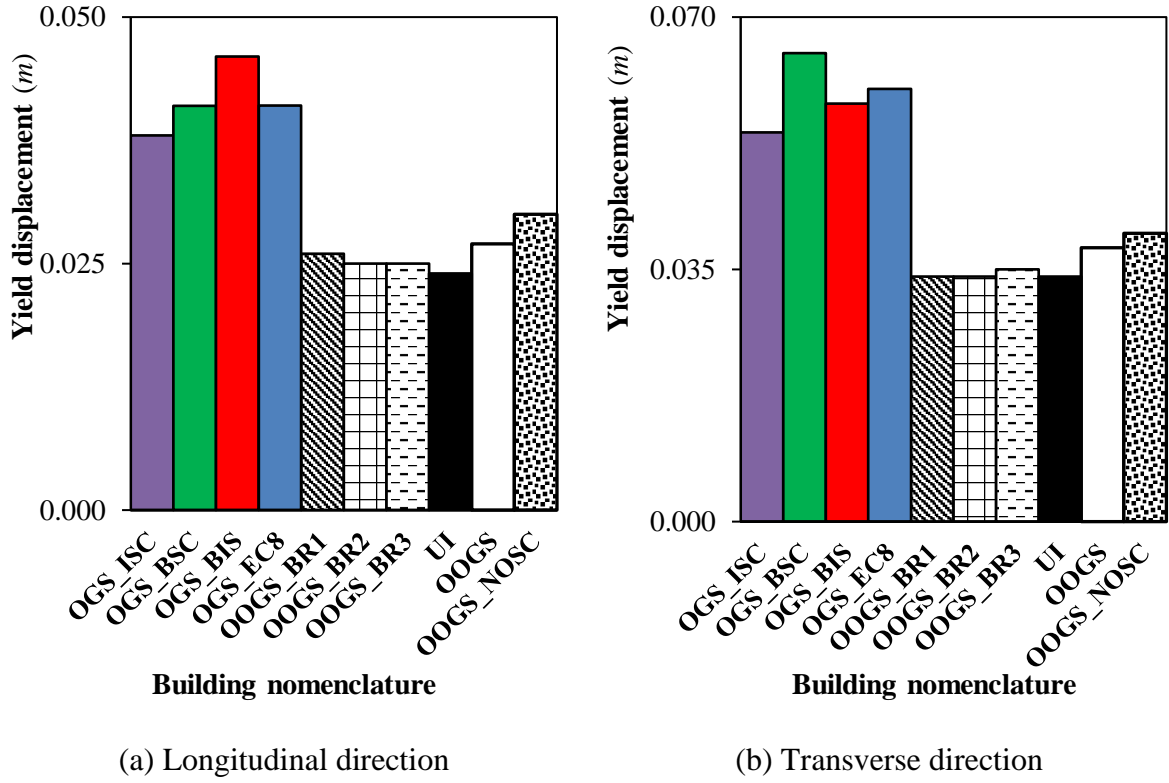 Yield displacement (m)
0.050
0.025
0.000
OGS_ISC
OGS_BSC
OGS_BIS
OGS_EC8
OOGS_BR1
OOGS_BR2
OOGS_BR3
UI
OOGS
OOGS_NOSC
Building nomenclature
(a) Longitudinal direction
Yield displacement (m)
0.070
0.035
0.000
OGS_ISC
OGS_BSC
OGS_BIS
OGS_EC8
OOGS_BR1
OOGS_BR2
OOGS_BR3
UI
OOGS
OOGS_NOSC
Building nomenclature
(b) Transverse direction